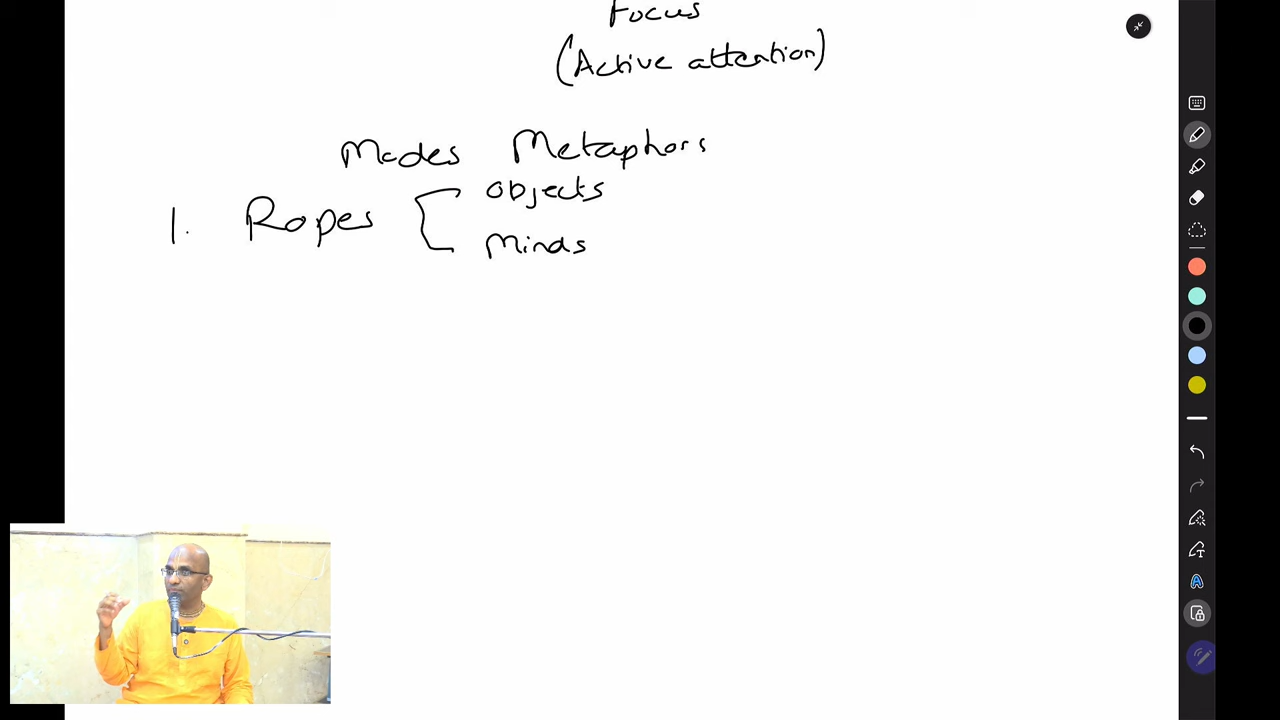 Focus
(Active attention)
Modes Metaphors
1. Ropes { Objects
Minds